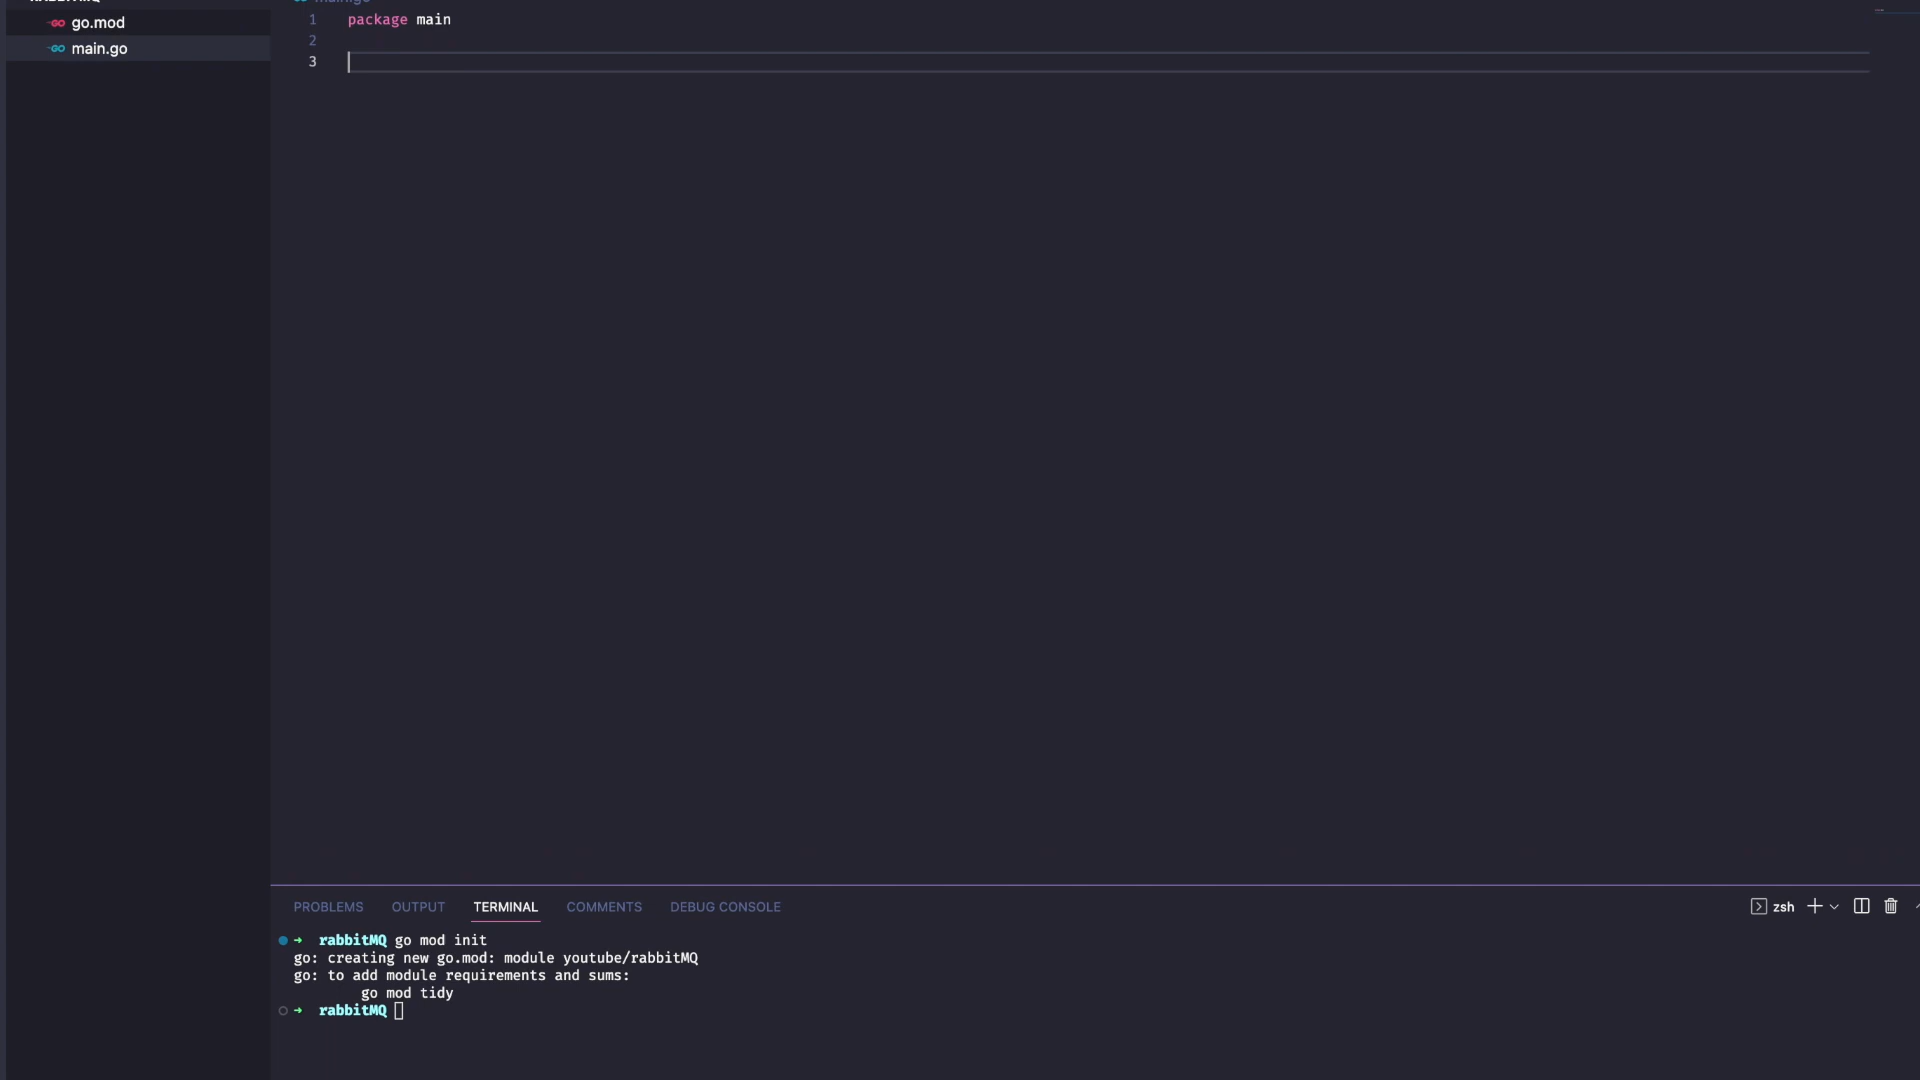 go.mod
main.go
1 package main
2
3
PROBLEMS OUTPUT TERMINAL COMMENTS DEBUG CONSOLE
zsh
➜ rabbitMQ go mod init
go: creating new go.mod: module youtube/rabbitMQ
go: to add module requirements and sums:
go mod tidy
➜ rabbitMQ